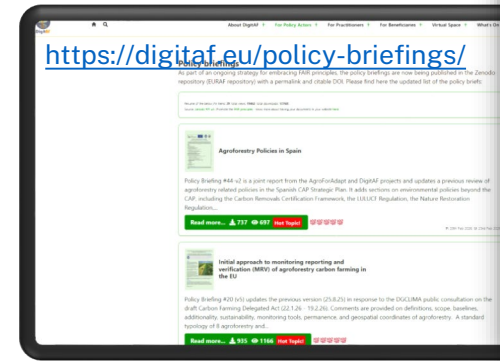 About DigitAF
For Policy Actors
For Practitioners
For Beneficiaries
Virtual Space
What's
https://digitaf.eu/policy-briefings/
Policy briefings
As part of an ongoing strategy for embracing FAIR principles, the policy briefings are now being published in the Zenodo
repository (EURAF repository) with a permalink and citable DOI. Please find here the updated list of the policy briefs
Agroforestry Policies in Spain
Policy Briefing #44 v2 is a joint report from the AgroForAdapt and DigitAF projects and updates a previous review of
agroforestry related policies in the Spanish CAP Strategic Plan. It adds sections on environmental policies beyond the
CAP, including the Carbon Removals Certification Framework, the LULUCF Regulation, the Nature Restoration
Regulation,...
Read more... 737 697 Hot Topic!
Initial approach to monitoring reporting and
verification (MRV) of agroforestry carbon farming in
the EU
Policy Briefing #20 (v5) updates the previous version (25.8.25) in response to the DGCLIMA public consultation on the
draft Carbon Farming Delegated Act (22.1.26 - 19.2.26). Comments are provided on definitions, scope, baselines,
additionality, sustainability, monitoring tools, permanence, and geospatial coordinates of agroforestry. A standard
typology of 8 agroforestry and...
Read more... 935 1166 Hot Topic!